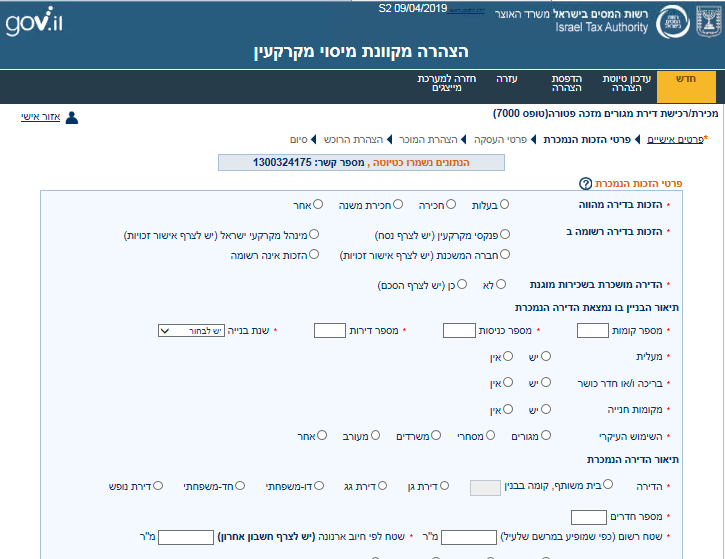 gov.il
S2 09/04/2019
רשות המסים בישראל משרד האוצר
Israel Tax Authority
הצהרה מקוונת מיסוי מקרקעין
חדש
עדכון טיוטת הצהרה
הדפסת הצהרה
עזרה
חזרה למערכת מייצגים
מכירת/רכישת דירת מגורים מזכה פטורה(טופס 7000)
אזור אישי
*פרטים אישיים
פרטי הזכות הנמכרת
פרטי העסקה
הצהרת המוכר
הצהרת הרוכש
סיום
הנתונים נשמרו כטיוטה , מספר קשר: 1300324175
פרטי הזכות הנמכרת
* הזכות בדירה מהווה בעלות חכירה חכירת משנה אחר
* הזכות בדירה רשומה ב פנקסי מקרקעין (יש לצרף נסח) מינהל מקרקעי ישראל (יש לצרף אישור זכויות)
חברה המשכנת (יש לצרף אישור זכויות) הזכות אינה רשומה
* הדירה מושכרת בשכירות מוגנת לא כן (יש לצרף הסכם)
תיאור הבניין בו נמצאת הדירה הנמכרת
* מספר קומות * מספר כניסות * מספר דירות * שנת בנייה יש לבחור
* מעלית יש אין
* בריכה ו/או חדר כושר יש אין
* מקומות חנייה יש אין
* השימוש העיקרי מגורים מסחרי משרדים מעורב אחר
תיאור הדירה הנמכרת
* הדירה בית משותף, קומה בבנין דירת גן דירת גג דו-משפחתי חד-משפחתי דירת נופש
* מספר חדרים
* שטח רשום (כפי שמופיע במרשם שלעיל) מ"ר * שטח לפי חיוב ארנונה (יש לצרף חשבון אחרון) מ"ר